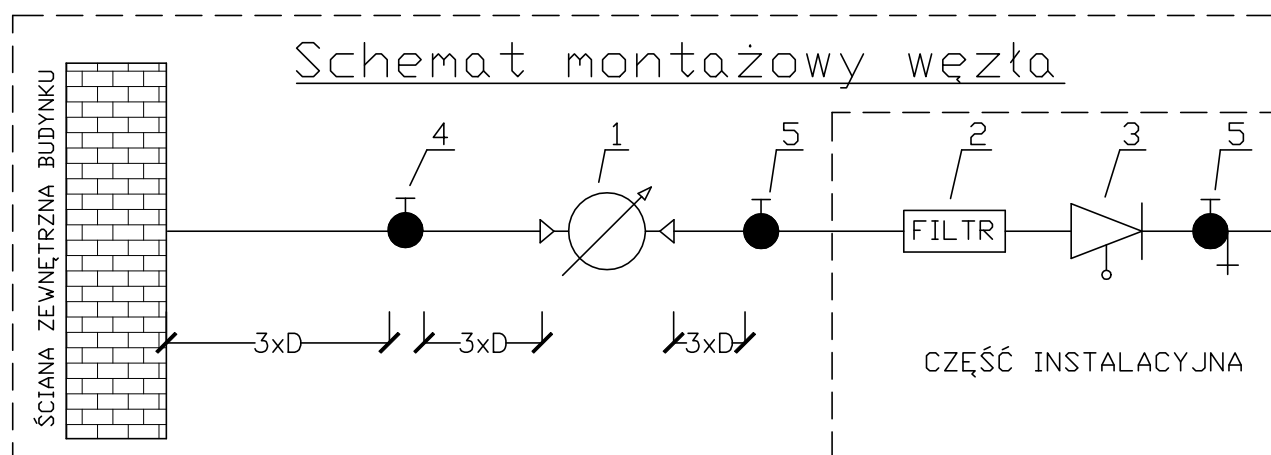 Schemat montażowy węzła
ŚCIANA ZEWNĘTRZNA BUDYNKU
4
1
5
2
3
5
FILTR
3xD
3xD
3xD
CZĘŚĆ INSTALACYJNA